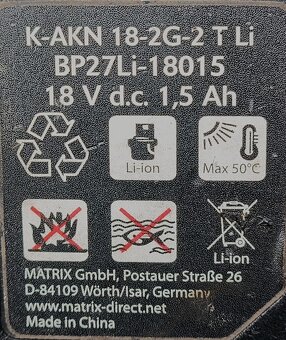 K-AKN 18-2G-2 T Li
BP27Li-18015
18 V d.c. 1,5 Ah
Li-ion
Max 50°C
Li-ion
MATRIX GmbH, Postauer Straße 26
D-84109 Wörth/Isar, Germany
www.matrix-direct.net
Made in China